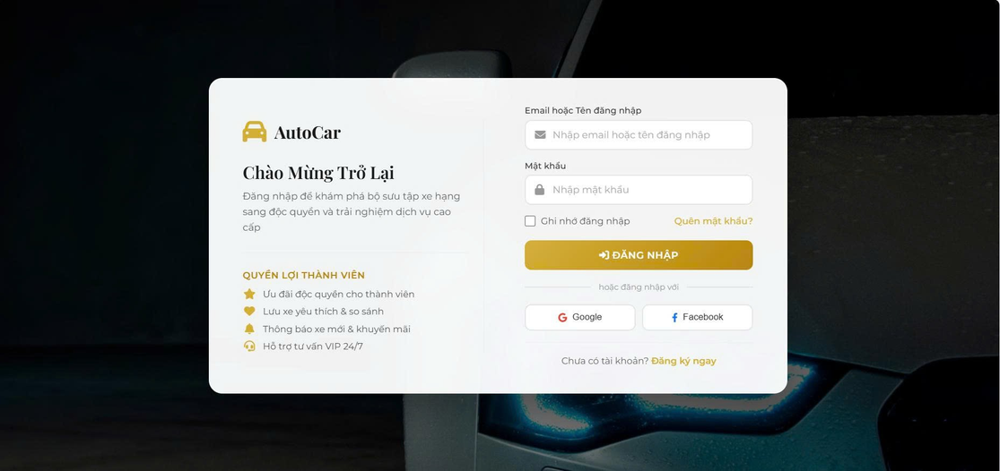 AutoCar
Chào Mừng Trở Lại
Đăng nhập để khám phá bộ sưu tập xe hạng
sang độc quyền và trải nghiệm dịch vụ cao
cấp
QUYỀN LỢI THÀNH VIÊN
Ưu đãi độc quyền cho thành viên
Lưu xe yêu thích & so sánh
Thông báo xe mới & khuyến mãi
Hỗ trợ tư vấn VIP 24/7
Email hoặc Tên đăng nhập
Nhập email hoặc tên đăng nhập
Mật khẩu
Nhập mật khẩu
Ghi nhớ đăng nhập
Quên mật khẩu?
ĐĂNG NHẬP
hoặc đăng nhập với
Google
Facebook
Chưa có tài khoản? Đăng ký ngay